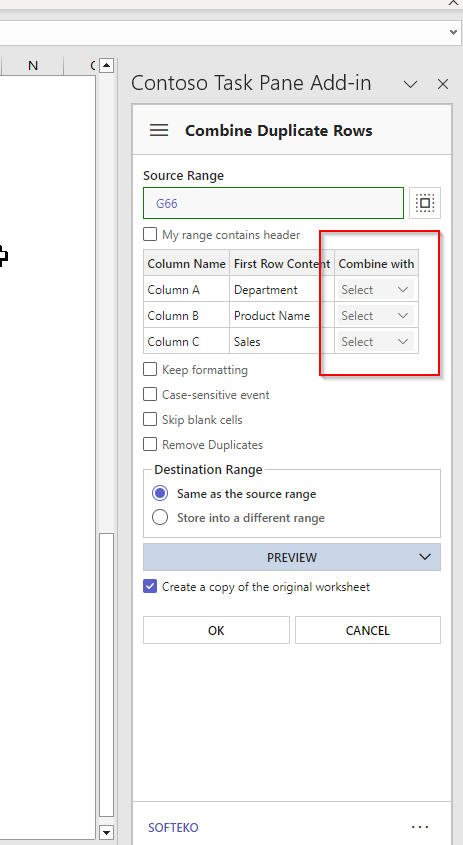 N
Contoso Task Pane Add-in
Combine Duplicate Rows
Source Range
G66
My range contains header
Column Name First Row Content Combine with
Column A Department Select
Column B Product Name Select
Column C Sales Select
Keep formatting
Case-sensitive event
Skip blank cells
Remove Duplicates
Destination Range
Same as the source range
Store into a different range
PREVIEW
Create a copy of the original worksheet
OK CANCEL
SOFTEKO ...